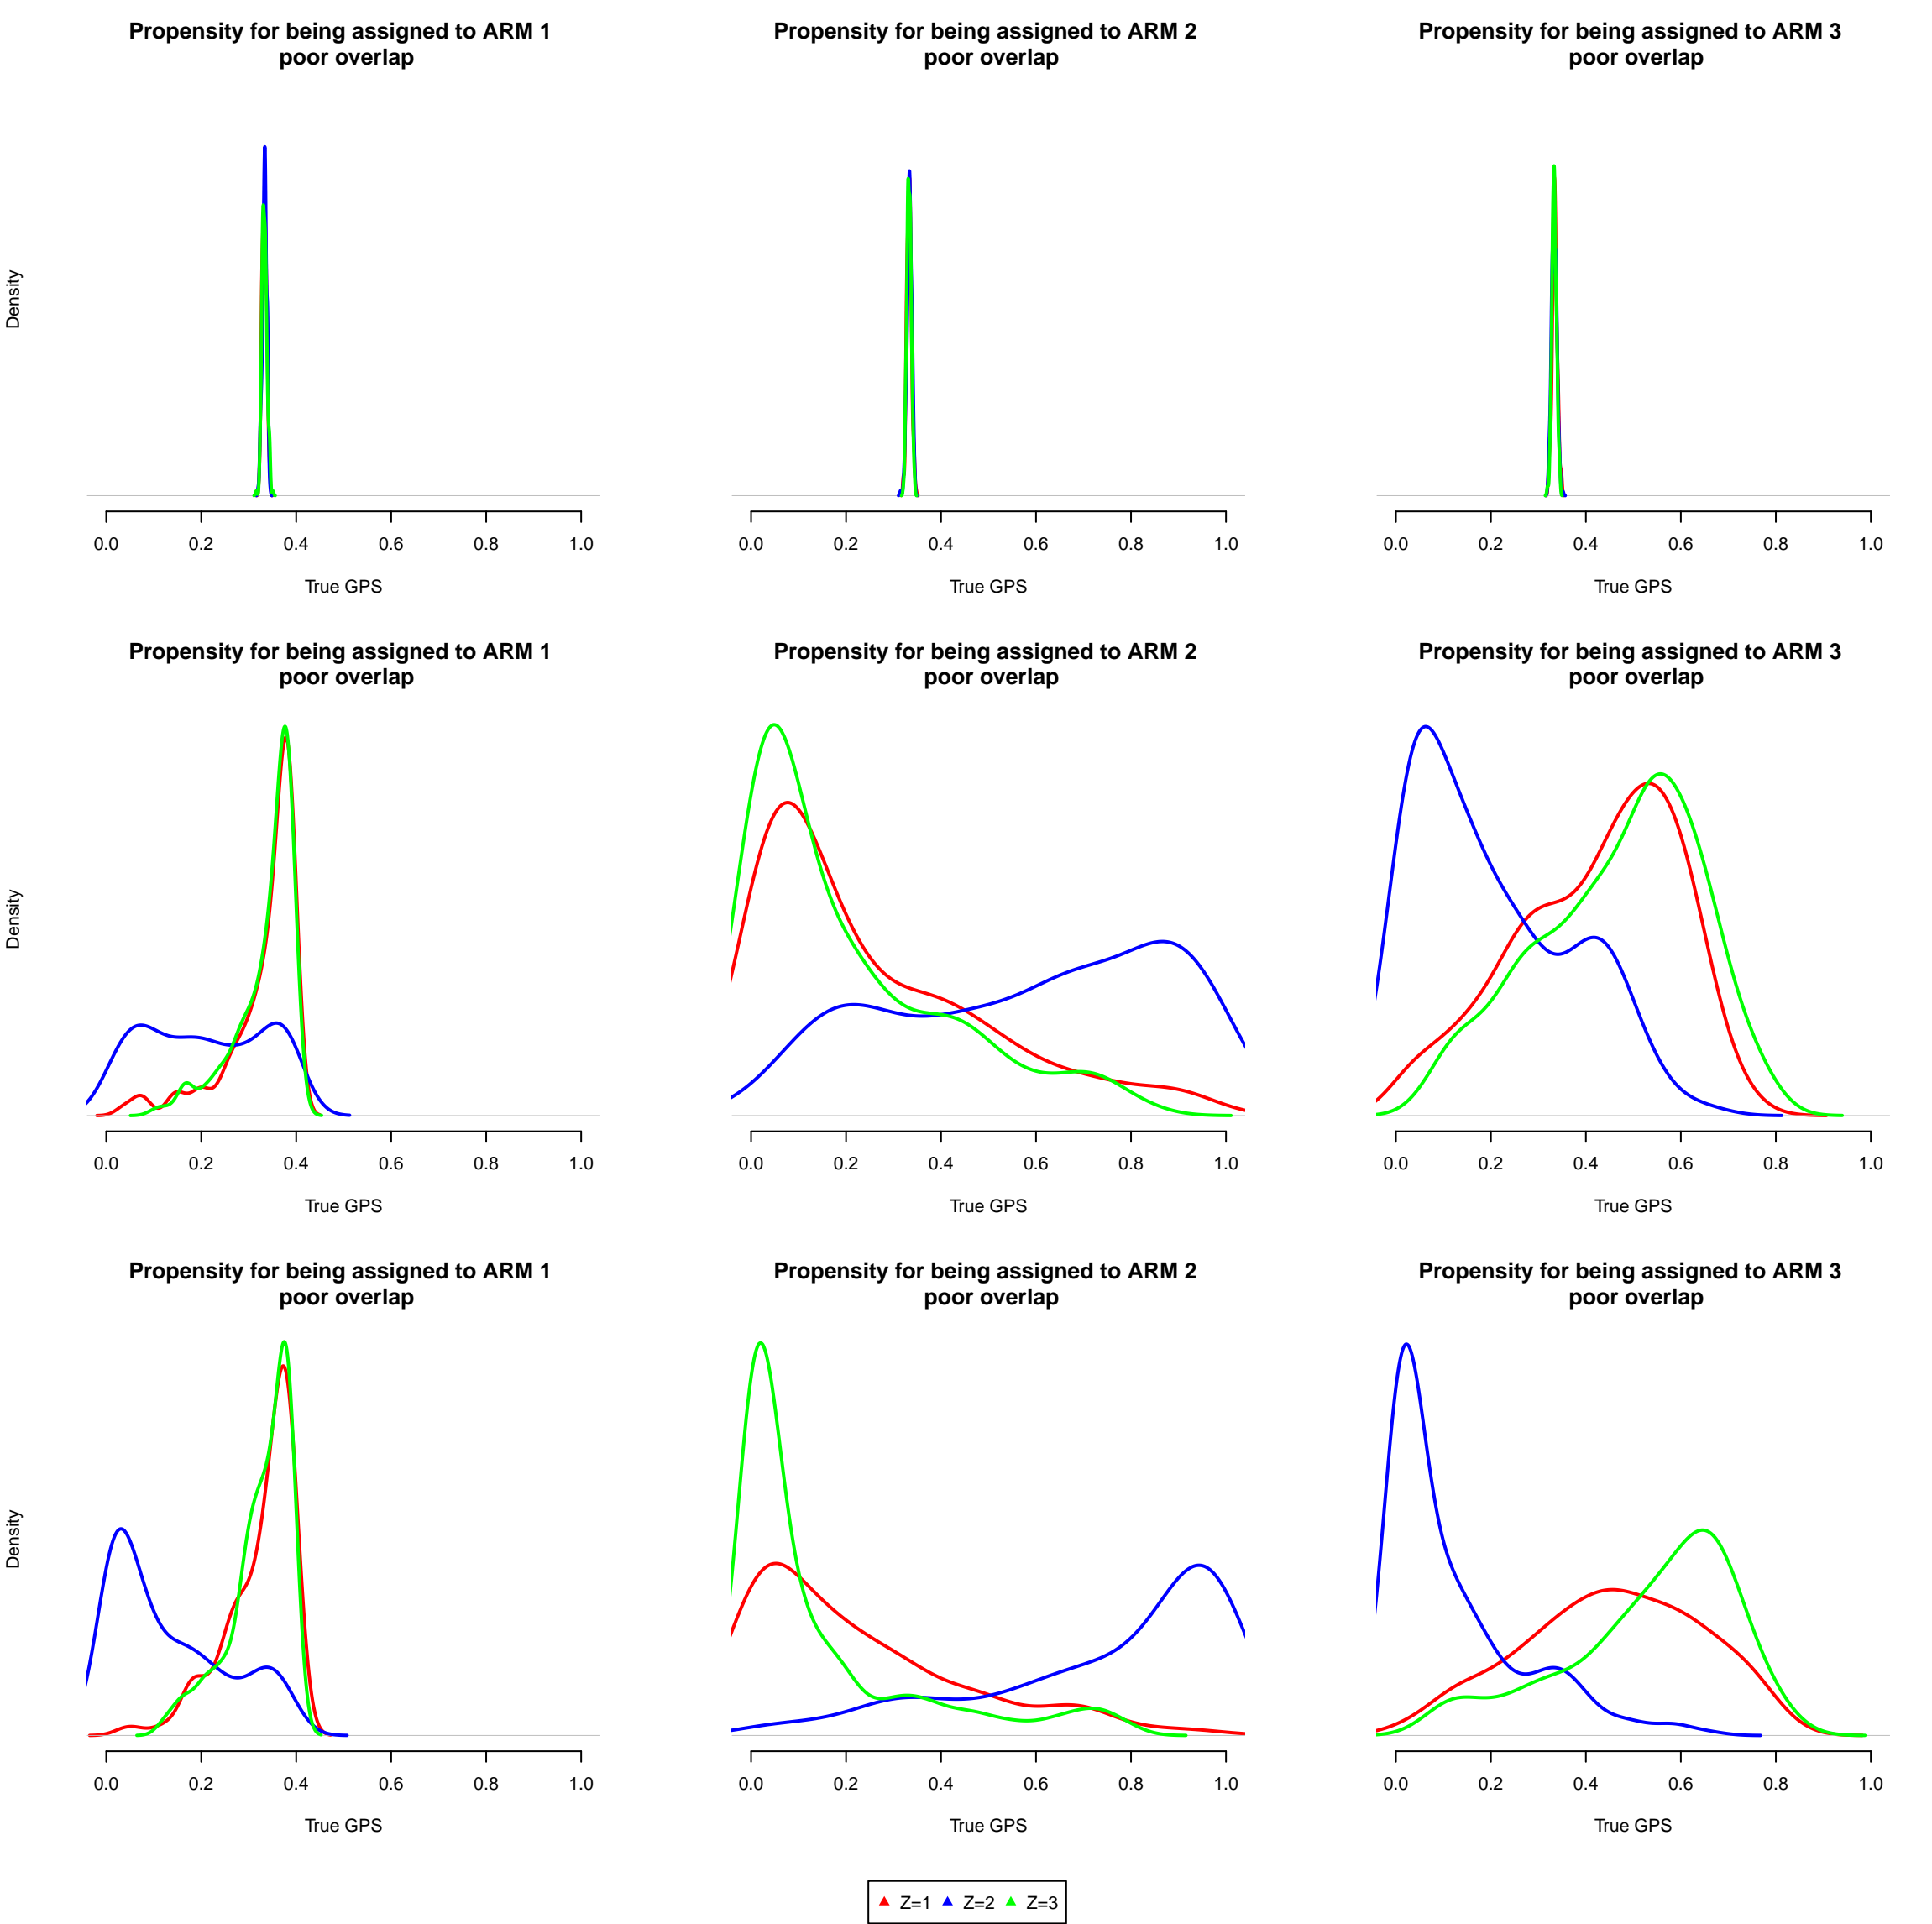 Propensity for being assigned to ARM 1
poor overlap
Propensity for being assigned to ARM 2
poor overlap
Propensity for being assigned to ARM 3
poor overlap
Density
0.0 0.2 0.4 0.6 0.8 1.0
True GPS
0.0 0.2 0.4 0.6 0.8 1.0
True GPS
0.0 0.2 0.4 0.6 0.8 1.0
True GPS
Propensity for being assigned to ARM 1
poor overlap
Propensity for being assigned to ARM 2
poor overlap
Propensity for being assigned to ARM 3
poor overlap
Density
0.0 0.2 0.4 0.6 0.8 1.0
True GPS
0.0 0.2 0.4 0.6 0.8 1.0
True GPS
0.0 0.2 0.4 0.6 0.8 1.0
True GPS
Propensity for being assigned to ARM 1
poor overlap
Propensity for being assigned to ARM 2
poor overlap
Propensity for being assigned to ARM 3
poor overlap
Density
0.0 0.2 0.4 0.6 0.8 1.0
True GPS
0.0 0.2 0.4 0.6 0.8 1.0
True GPS
0.0 0.2 0.4 0.6 0.8 1.0
True GPS
Z=1 Z=2 Z=3